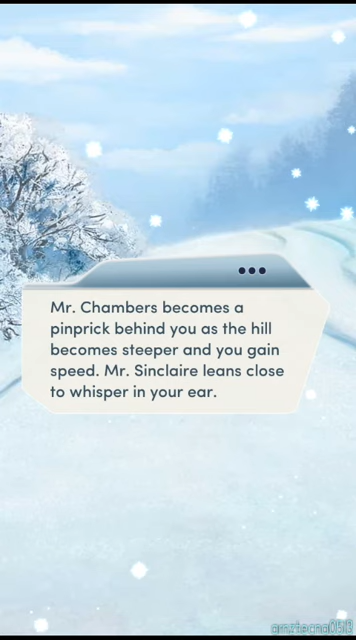 Mr. Chambers becomes a
pinprick behind you as the hill
becomes steeper and you gain
speed. Mr. Sinclaire leans close
to whisper in your ear.